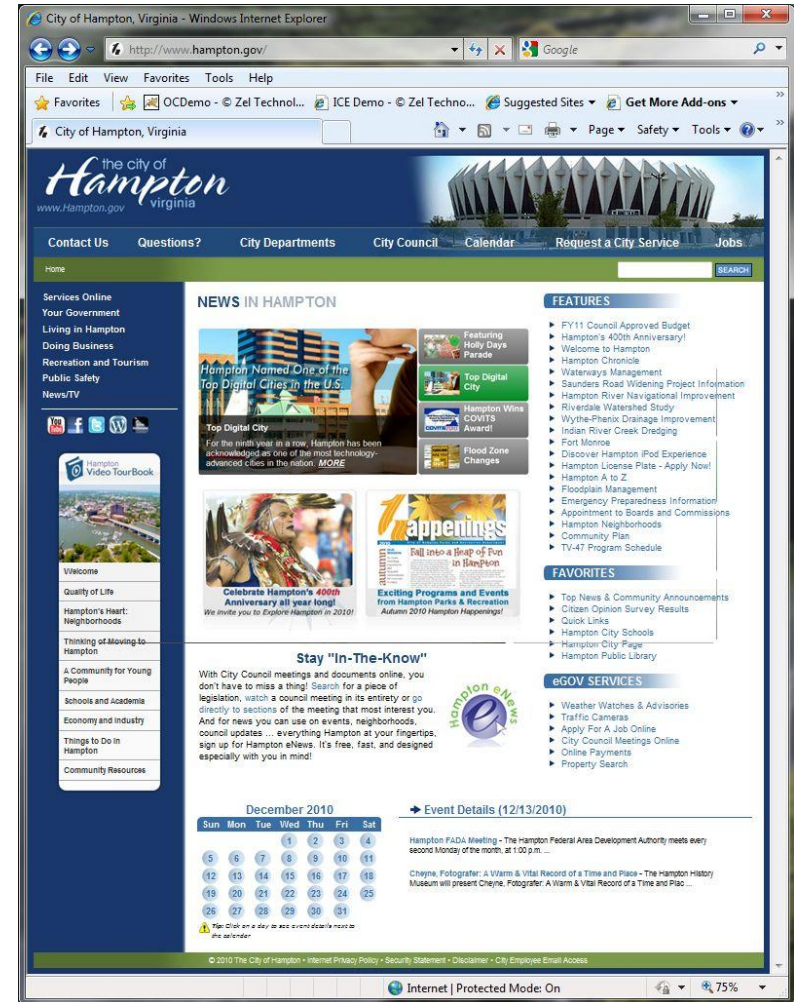 City of Hampton, Virginia - Windows Internet Explorer
http://www.hampton.gov/
Google
File Edit View Favorites Tools Help
Favorites
OCDemo - © Zel Technol...
ICE Demo - © Zel Techno...
Suggested Sites
Get More Add-ons
City of Hampton, Virginia
Page Safety Tools
the city of
Hampton
virginia
www.Hampton.gov
Contact Us Questions? City Departments City Council Calendar Request a City Service Jobs
Home
SEARCH
Services Online
Your Government
Living in Hampton
Doing Business
Recreation and Tourism
Public Safety
News/TV
You
Tube
Hampton
Video TourBook
Welcome
Quality of Life
Hampton's Heart:
Neighborhoods
Thinking of Moving to
Hampton
A Community for Young
People
Schools and Academia
Economy and Industry
Things to Do in
Hampton
Community Resources
NEWS IN HAMPTON
Hampton Named One of the
Top Digital Cities in the U.S.
Top Digital City
For the ninth year in a row, Hampton has been
acknowledged as one of the most technology-
advanced cities in the nation. MORE
Featuring
Holly Days
Parade
Top Digital
City
Hampton Wins
COVITS
Award!
Flood Zone
Changes
Celebrate Hampton's 400th
Anniversary all year long!
We invite you to Explore Hampton in 2010!
happenings
2010
autumn
Fall into a Heap of Fun
in Hampton
Exciting Programs and Events
from Hampton Parks & Recreation
Autumn 2010 Hampton Happenings!
Stay "In-The-Know"
With City Council meetings and documents online, you
don't have to miss a thing! Search for a piece of
legislation, watch a council meeting in its entirety or go
directly to sections of the meeting that most interest you.
And for news you can use on events, neighborhoods,
council updates ... everything Hampton at your fingertips,
sign up for Hampton eNews. It's free, fast, and designed
especially with you in mind!
Hampton eNews
December 2010
Sun Mon Tue Wed Thu Fri Sat
1 2 3 4
5 6 7 8 9 10 11
12 13 14 15 16 17 18
19 20 21 22 23 24 25
26 27 28 29 30 31
Tip: Click on a day to see event details next to
the calendar
Event Details (12/13/2010)
Hampton FADA Meeting - The Hampton Federal Area Development Authority meets every
second Monday of the month, at 1:00 p.m. ...
Cheyne, Fotografer: A Warm & Vital Record of a Time and Place - The Hampton History
Museum will present Cheyne, Fotografer: A Warm & Vital Record of a Time and Plac ...
FEATURES
FY11 Council Approved Budget
Hampton's 400th Anniversary!
Welcome to Hampton
Hampton Chronicle
Waterways Management
Saunders Road Widening Project Information
Hampton River Navigational Improvement
Riverdale Watershed Study
Wythe-Phenix Drainage Improvement
Indian River Creek Dredging
Fort Monroe
Discover Hampton iPod Experience
Hampton License Plate - Apply Now!
Hampton A to Z
Floodplain Management
Emergency Preparedness Information
Appointment to Boards and Commissions
Hampton Neighborhoods
Community Plan
TV-47 Program Schedule
FAVORITES
Top News & Community Announcements
Citizen Opinion Survey Results
Quick Links
Hampton City Schools
Hampton City Page
Hampton Public Library
eGOV SERVICES
Weather Watches & Advisories
Traffic Cameras
Apply For A Job Online
City Council Meetings Online
Online Payments
Property Search
© 2010 The City of Hampton • Internet Privacy Policy • Security Statement • Disclaimer • City Employee Email Access
Internet | Protected Mode: On
75%